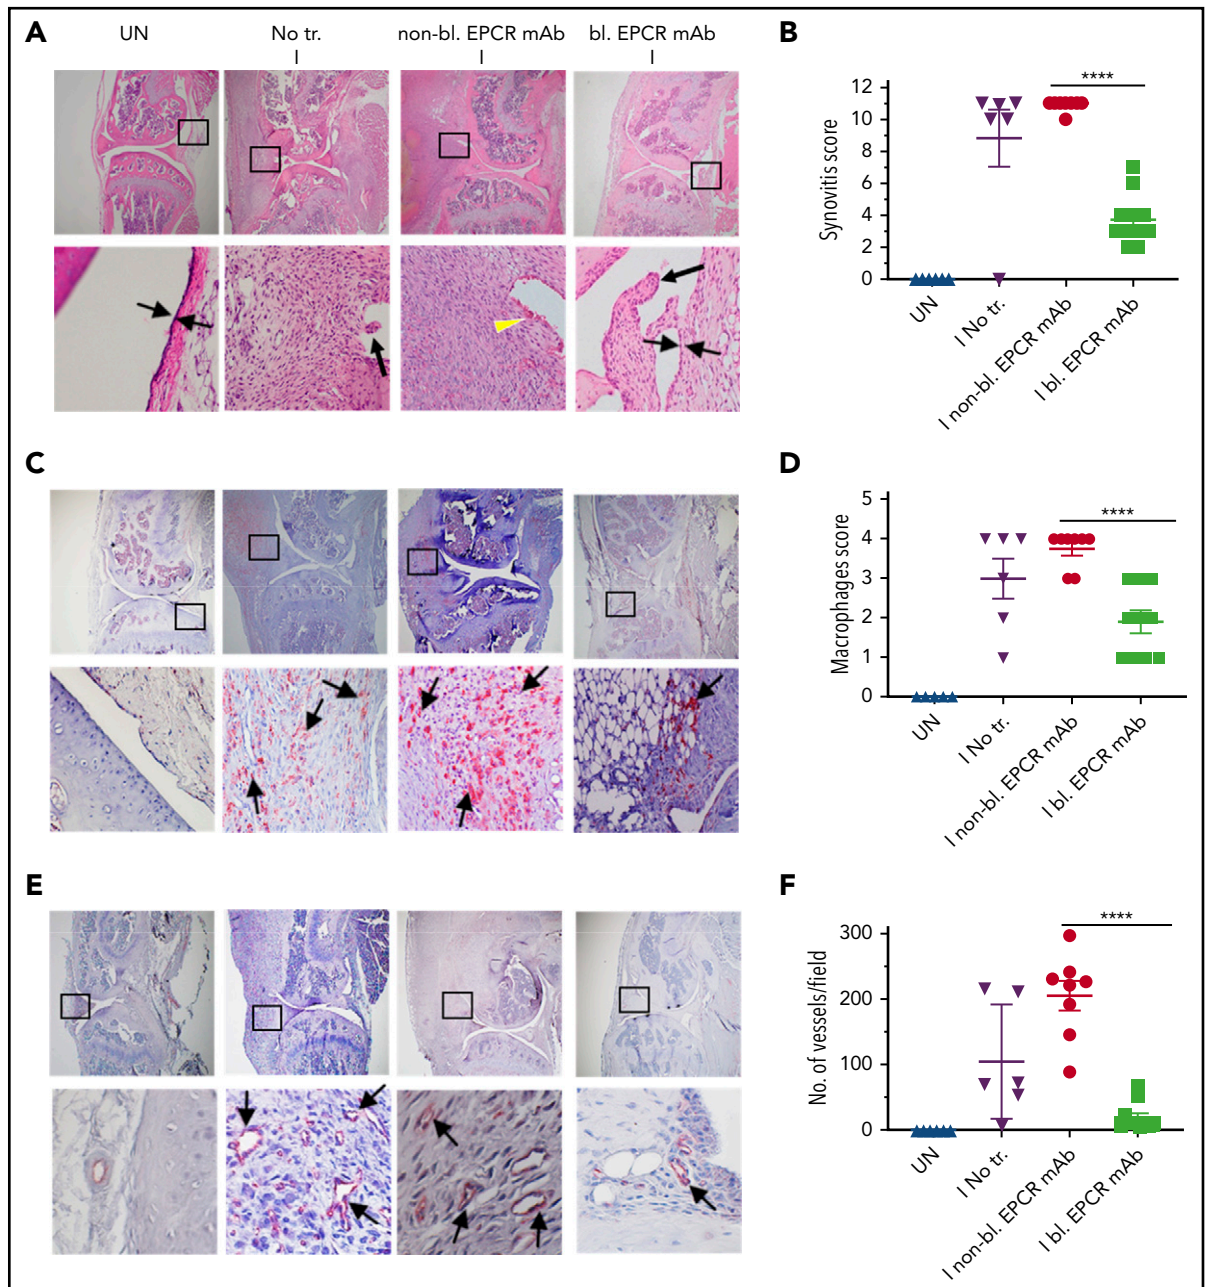 A
UN
No tr.
non-bl. EPCR mAb
bl. EPCR mAb
I
I
I
B
Synovitis score
12
10
8
6
4
2
0
****
UN
I No tr.
I non-bl. EPCR mAb
I bl. EPCR mAb
C
D
Macrophages score
5
4
3
2
1
0
****
UN
I No tr.
I non-bl. EPCR mAb
I bl. EPCR mAb
E
F
No. of vessels/field
300
200
100
0
****
UN
I No tr.
I non-bl. EPCR mAb
I bl. EPCR mAb